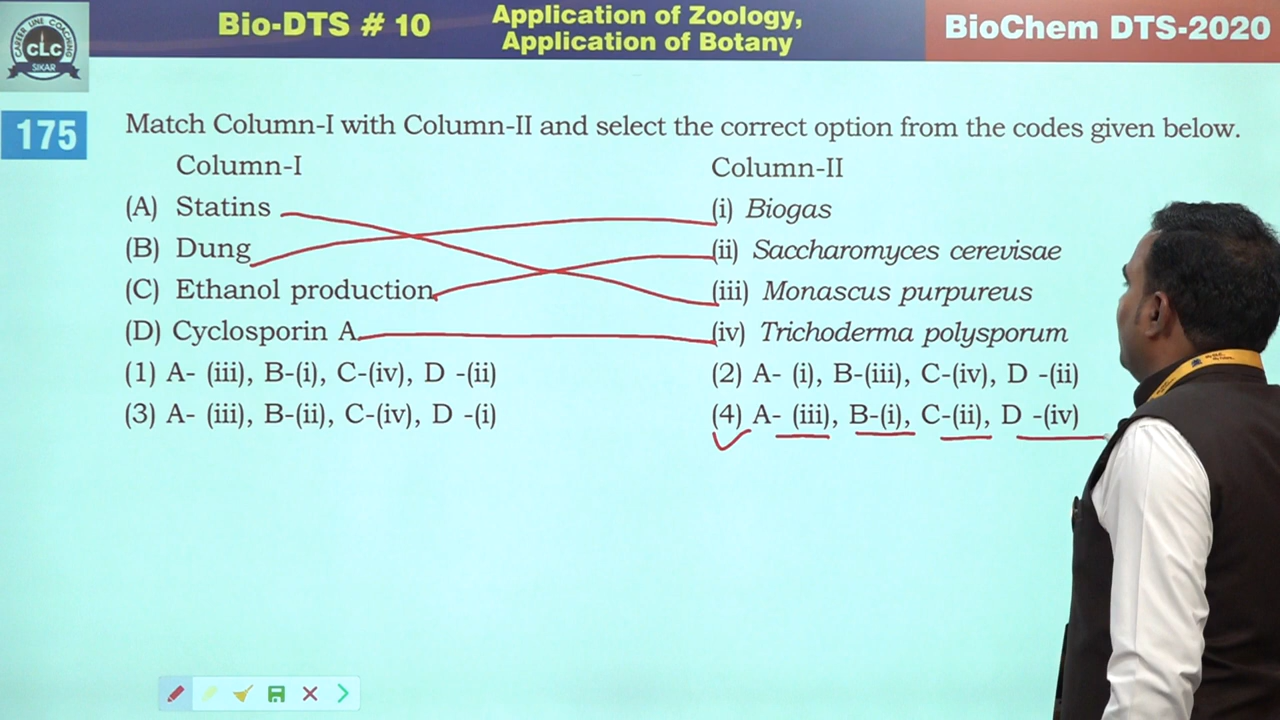 CAREER LINE COACHING
CLC
SIKAR
Bio-DTS # 10
Application of Zoology,
Application of Botany
BioChem DTS-2020
175
Match Column-I with Column-II and select the correct option from the codes given below.
Column-I Column-II
(A) Statins (i) Biogas
(B) Dung (ii) Saccharomyces cerevisae
(C) Ethanol production (iii) Monascus purpureus
(D) Cyclosporin A (iv) Trichoderma polysporum
(1) A- (iii), B-(i), C-(iv), D -(ii) (2) A- (i), B-(iii), C-(iv), D -(ii)
(3) A- (iii), B-(ii), C-(iv), D -(i) (4) A- (iii), B-(i), C-(ii), D -(iv)